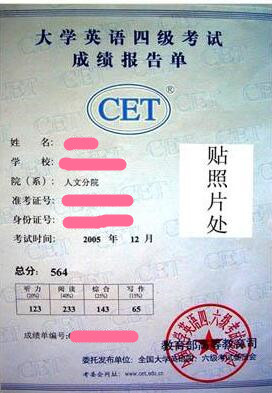 大学英语四级考试
成绩报告单
CET®
姓 名:
学 校:
院(系): 人文分院
准考证号:
身份证号:
考试时间: 2005 年 12 月
贴照片处
总分: 564
听力 阅读 综合 写作
(20%) (40%) (25%) (15%)
123 233 143 65
成绩单编号:
教育部高等教育司
委托发布单位: 全国大学英语四、六级考试委员会
考委会网址: www.cet.edu.cn